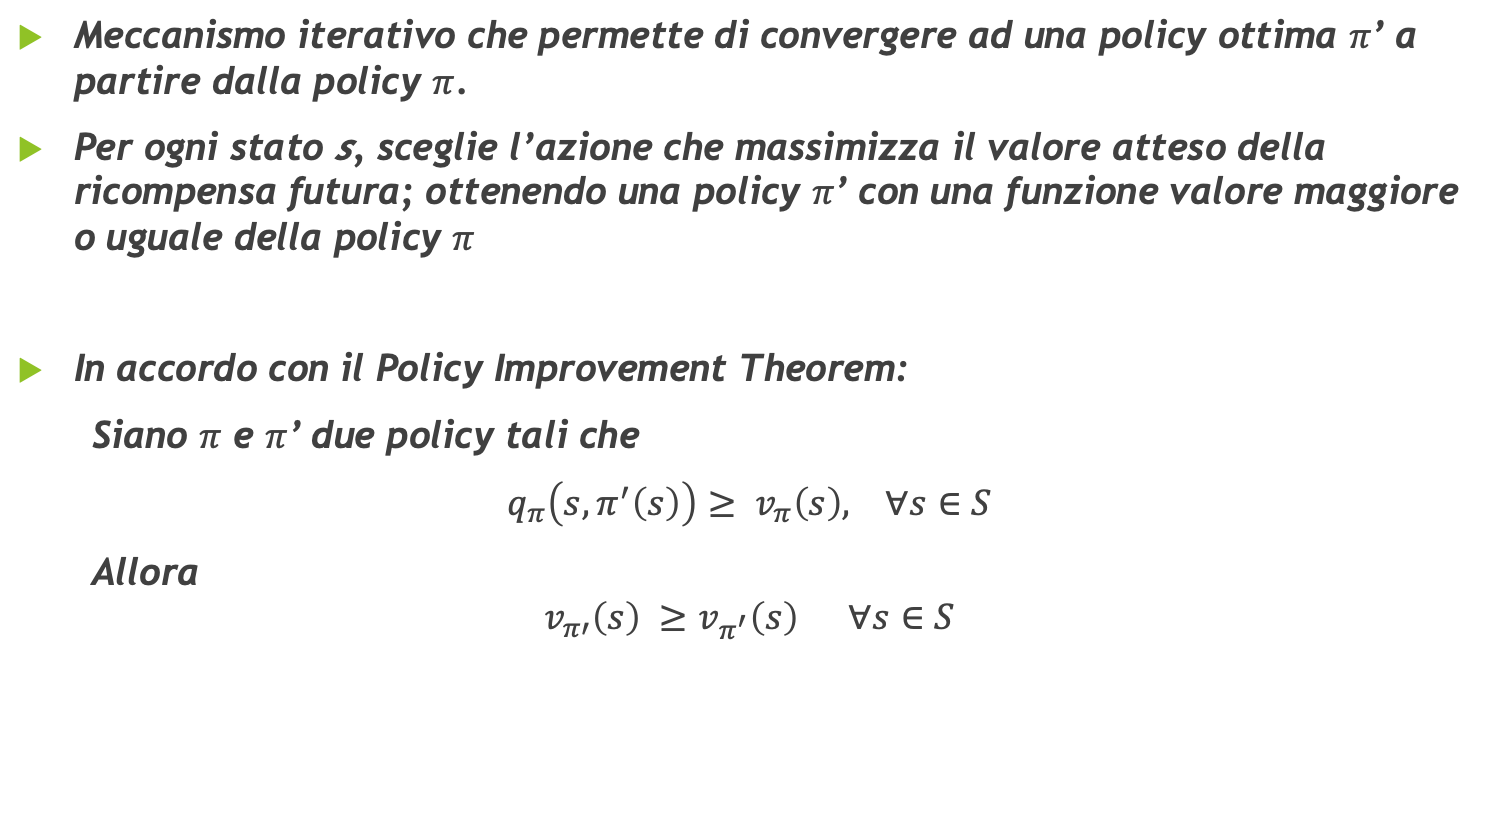 Meccanismo iterativo che permette di convergere ad una policy ottima π’ a
partire dalla policy π.
Per ogni stato s, sceglie l’azione che massimizza il valore atteso della
ricompensa futura; ottenendo una policy π’ con una funzione valore maggiore
o uguale della policy π
In accordo con il Policy Improvement Theorem:
Siano π e π’ due policy tali che
q_π(s, π′(s)) ≥ v_π(s), ∀s ∈ S
Allora
v_π′(s) ≥ v_π′(s) ∀s ∈ S